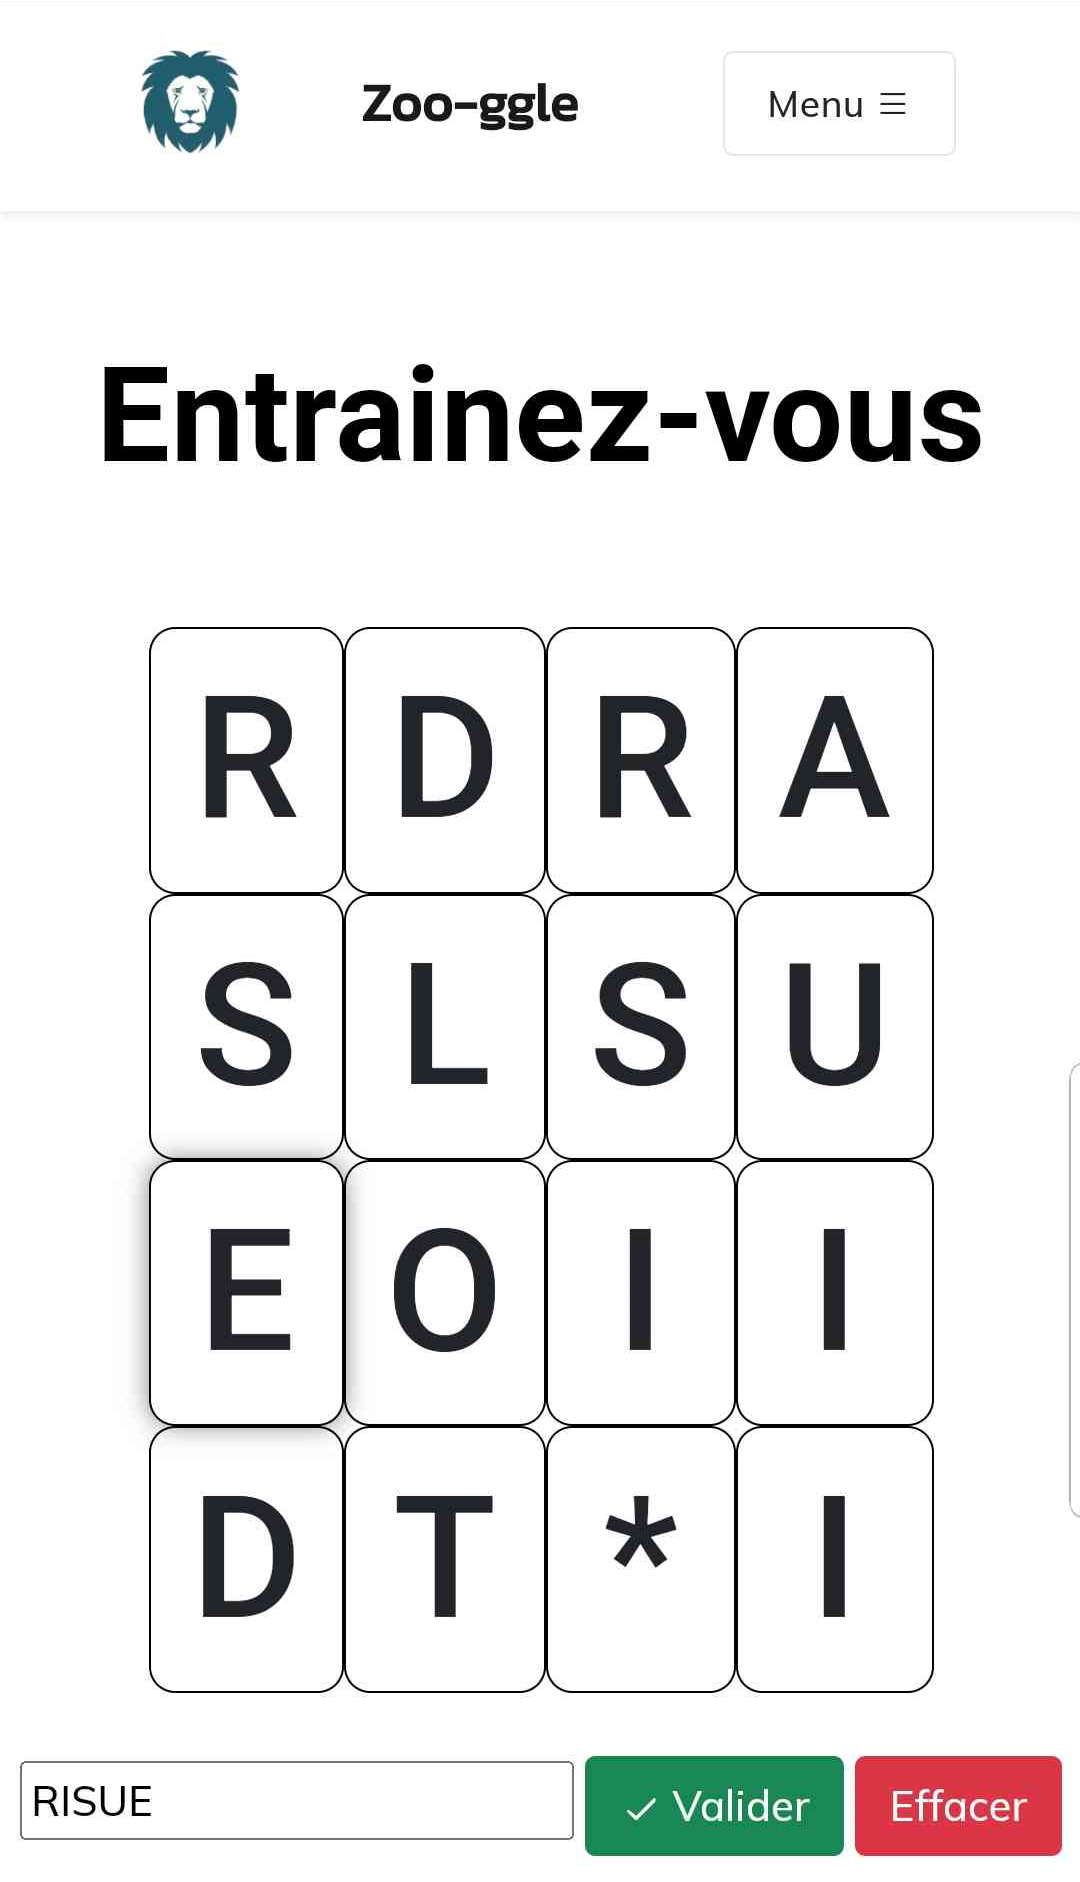 Zoo-ggle
Menu
Entrainez-vous
R D R A
S L S U
E O I I
D T * I
RISUE
Valider
Effacer